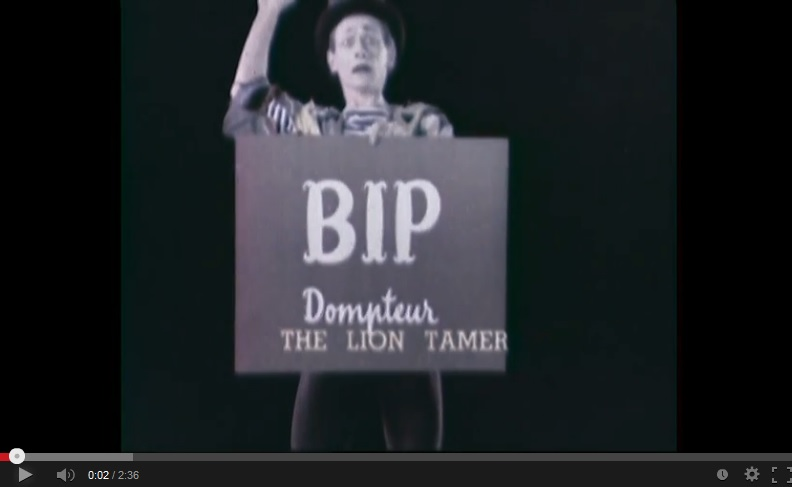 BIP
Dompteur
THE LION TAMER
0:02 / 2:36